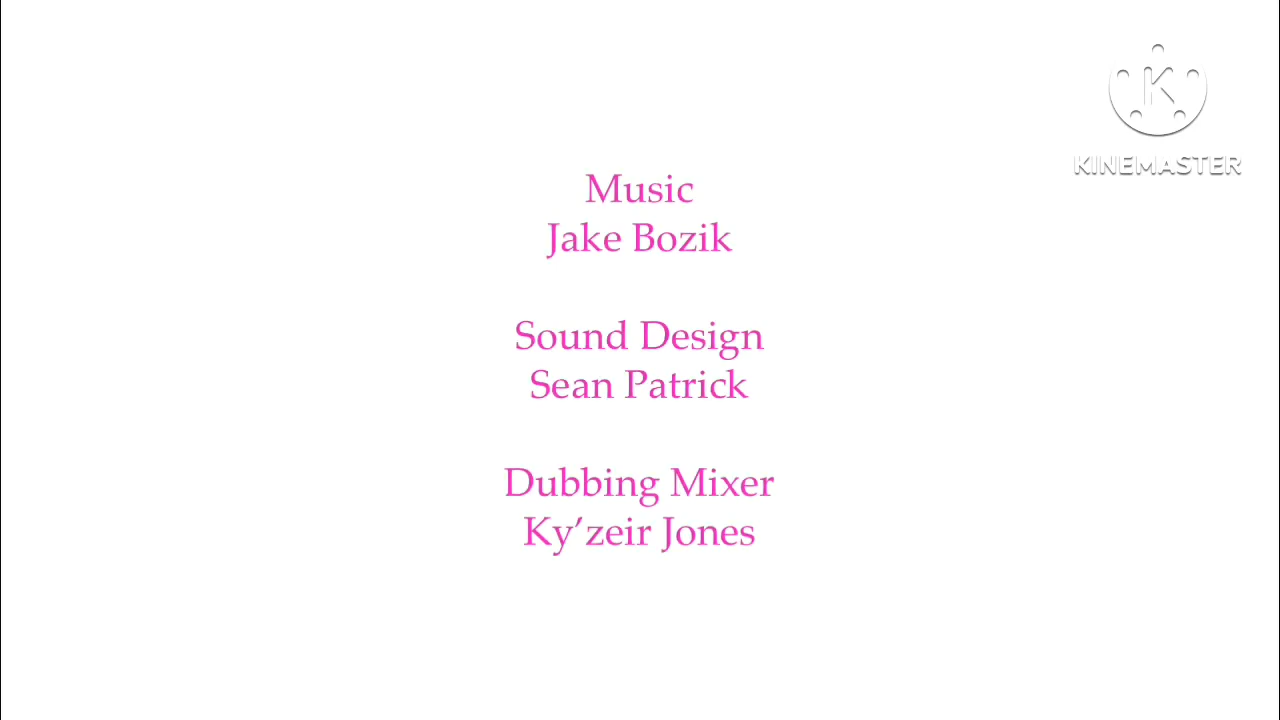 KINEMASTER
Music
Jake Bozik
Sound Design
Sean Patrick
Dubbing Mixer
Ky’zeir Jones